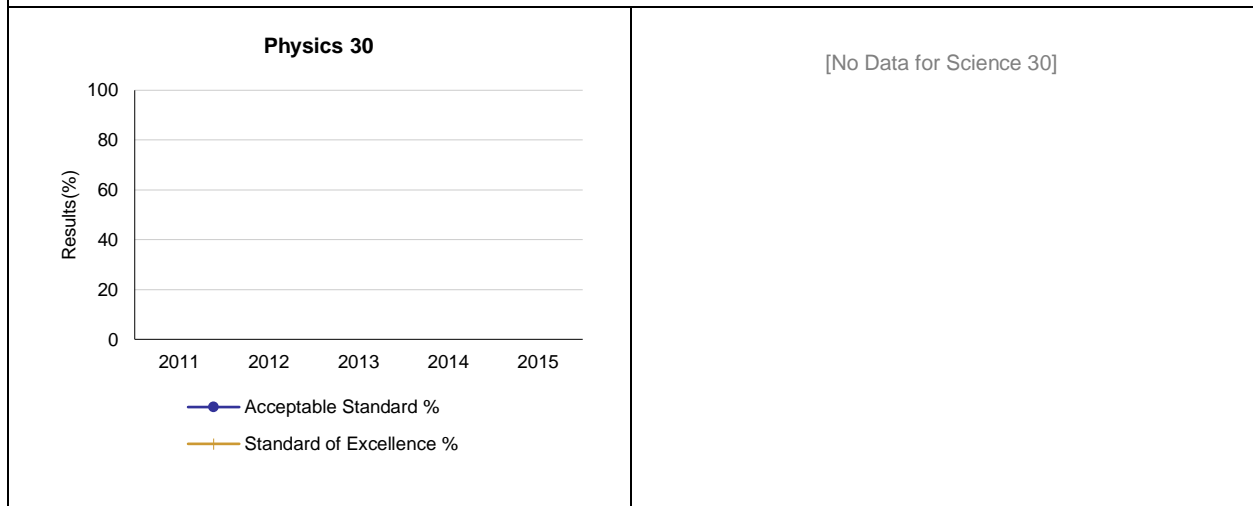 Physics 30
100
80
60
40
20
0
Results(%)
2011 2012 2013 2014 2015
Acceptable Standard %
Standard of Excellence %
[No Data for Science 30]